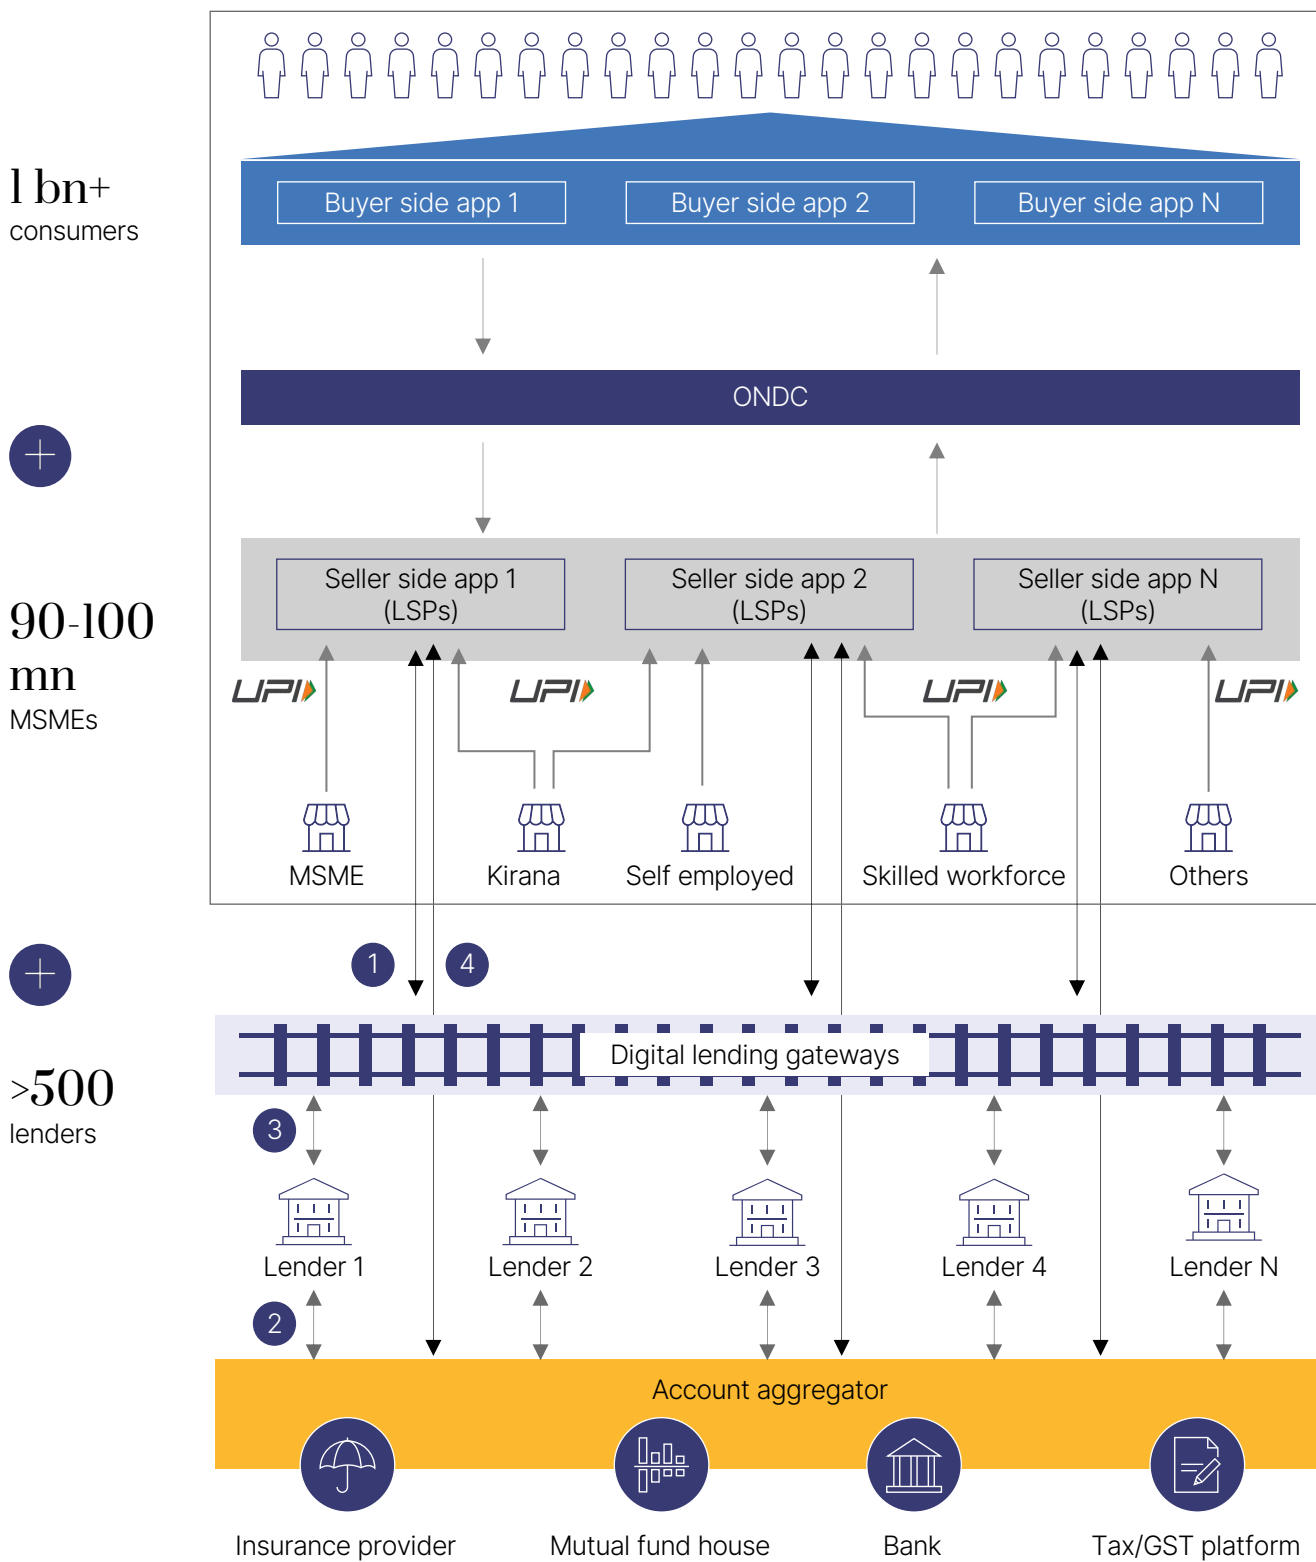 1 bn+
consumers
Buyer side app 1
Buyer side app 2
Buyer side app N
ONDC
90-100
mn
MSMEs
Seller side app 1
(LSPs)
Seller side app 2
(LSPs)
Seller side app N
(LSPs)
UPI
UPI
UPI
UPI
MSME
Kirana
Self employed
Skilled workforce
Others
1
4
>500
lenders
Digital lending gateways
3
Lender 1
Lender 2
Lender 3
Lender 4
Lender N
2
Account aggregator
Insurance provider
Mutual fund house
Bank
Tax/GST platform